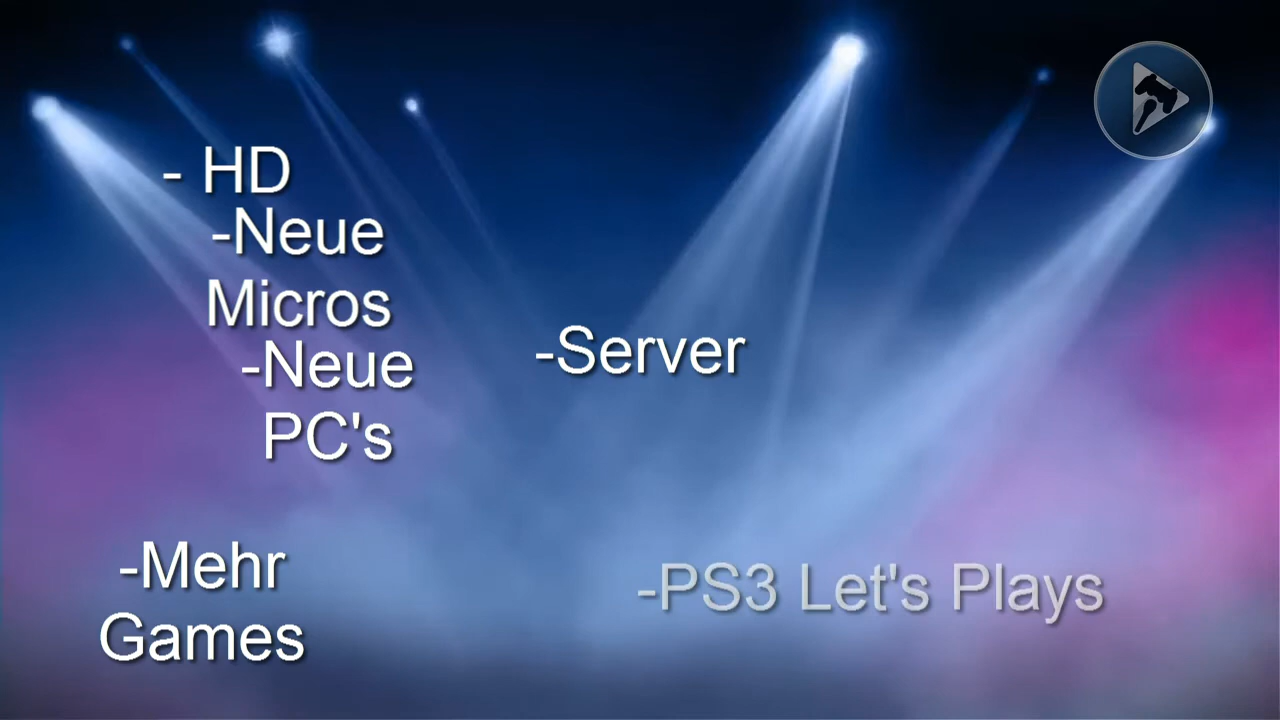 - HD
-Neue
Micros
-Neue
PC's
-Server
-Mehr
Games
-PS3 Let's Plays